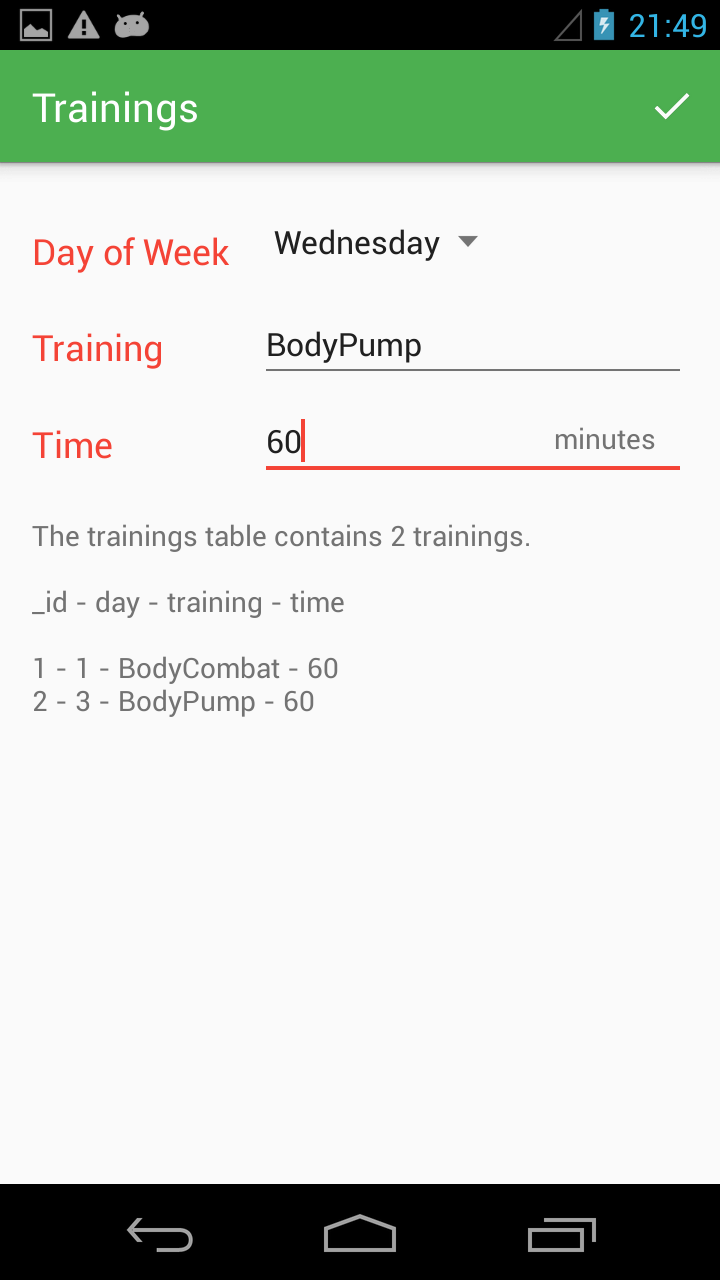 21:49
Trainings
Day of Week Wednesday
Training BodyPump
Time 60 minutes
The trainings table contains 2 trainings.
_id - day - training - time
1 - 1 - BodyCombat - 60
2 - 3 - BodyPump - 60